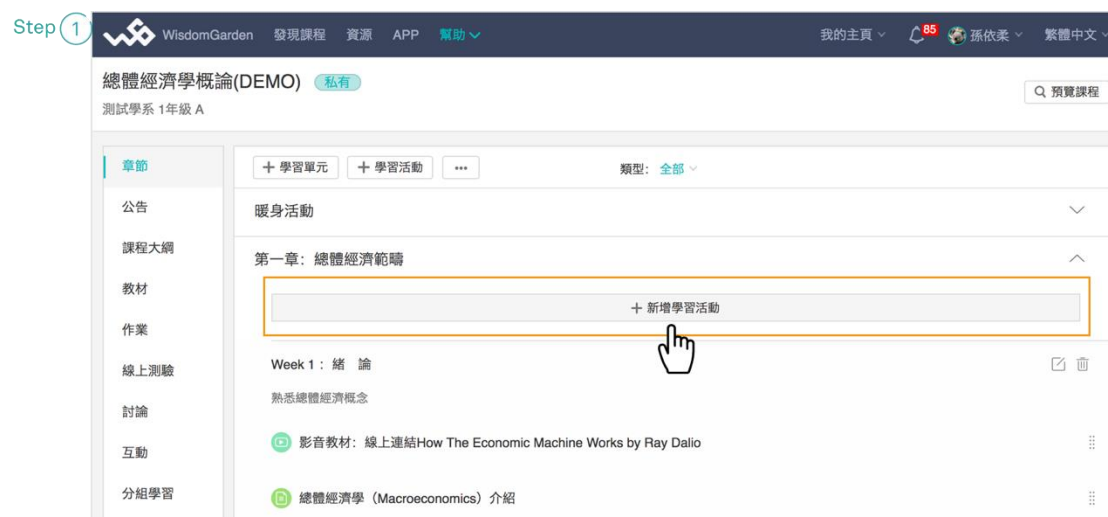 Step 1
WisdomGarden 發現課程 資源 APP 幫助 我的主頁 85 孫依柔 繁體中文
總體經濟學概論(DEMO) 私有
測試學系 1年級 A
預覽課程
章節
公告
課程大綱
教材
作業
線上測驗
討論
互動
分組學習
+ 學習單元 + 學習活動 ••• 類型： 全部
暖身活動
第一章：總體經濟範疇
+ 新增學習活動
Week 1： 緒 論
熟悉總體經濟概念
影音教材：線上連結How The Economic Machine Works by Ray Dalio
總體經濟學（Macroeconomics）介紹